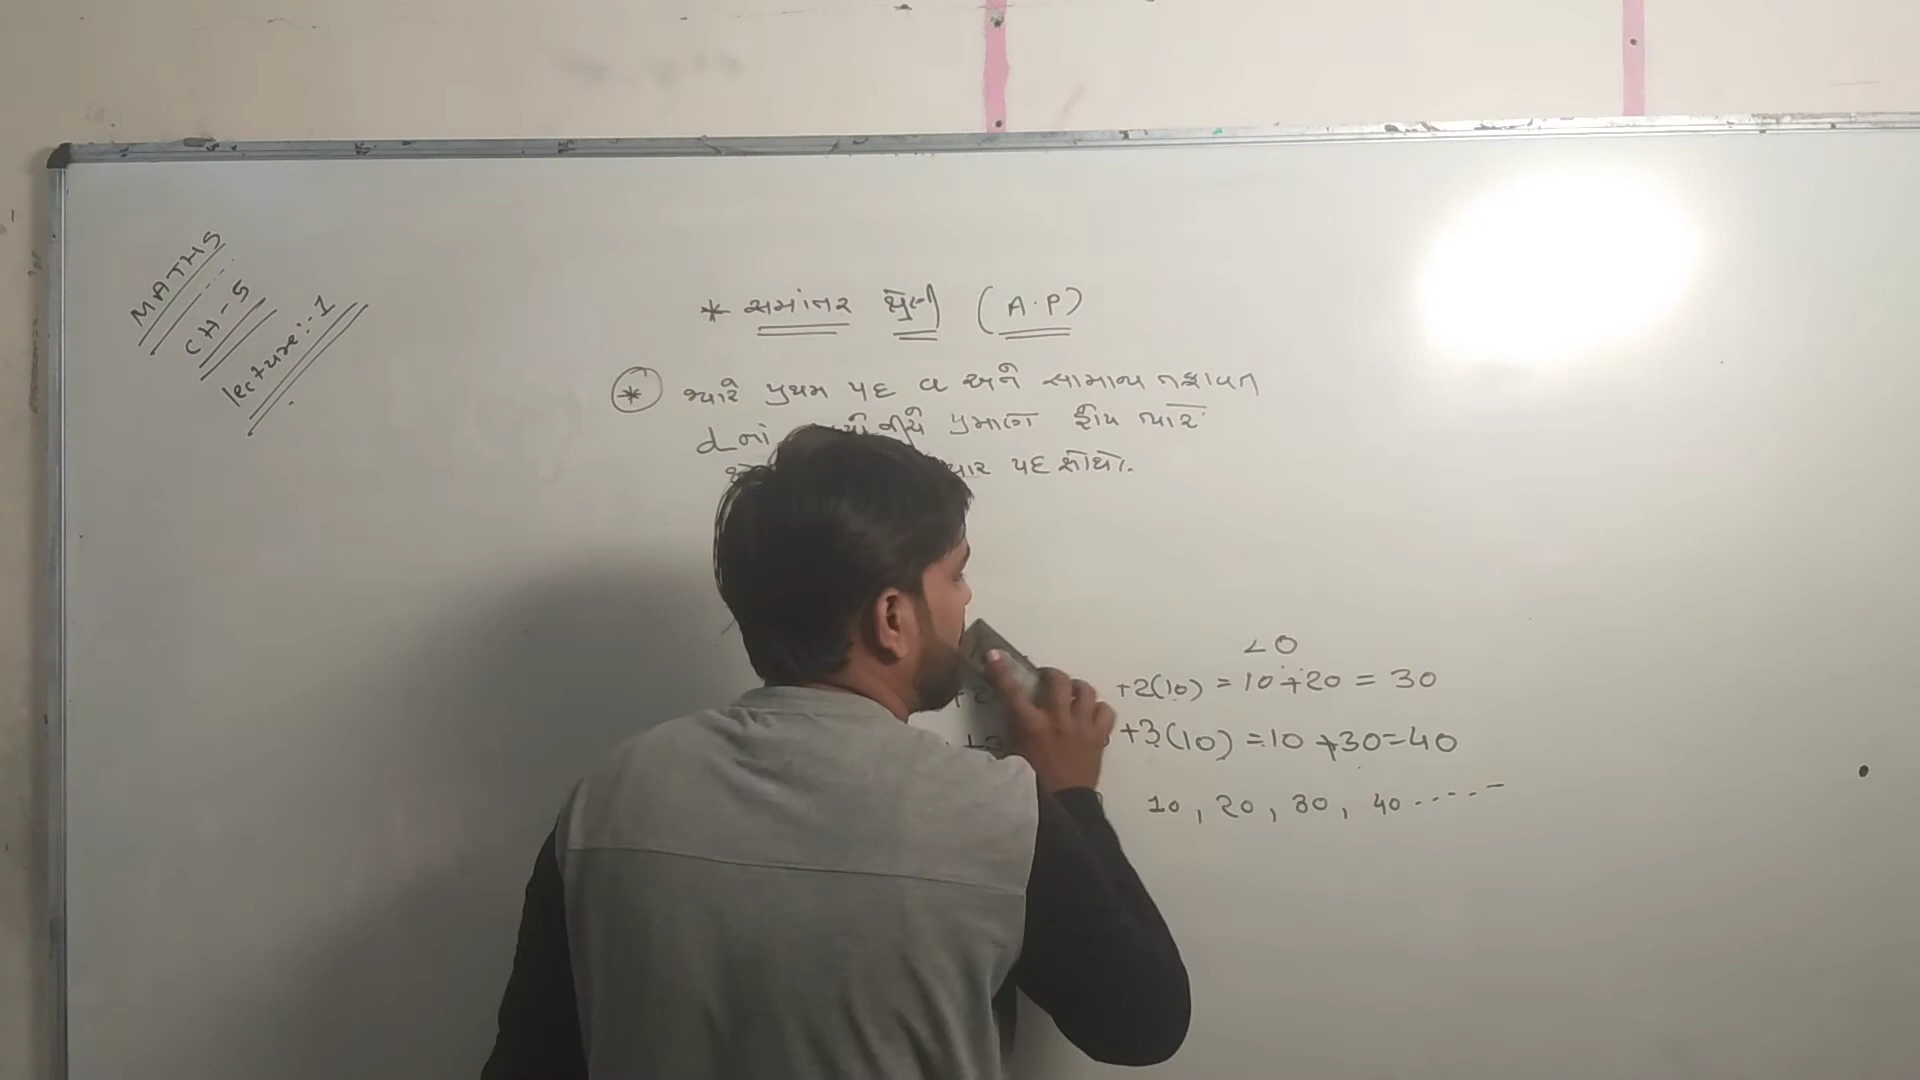 MATHS
CH-5
lecture:-1
* સમાંતર શ્રેણી (A.P)
* જ્યારે પ્રથમ પદ a અને સામાન્ય તફાવત
d નાં નીચે પ્રમાણે હોય ત્યારે
ચાર પદ શોધો.
20
+2(10) = 10+20 = 30
+3(10) = 10 +30=40
10, 20, 30, 40.....